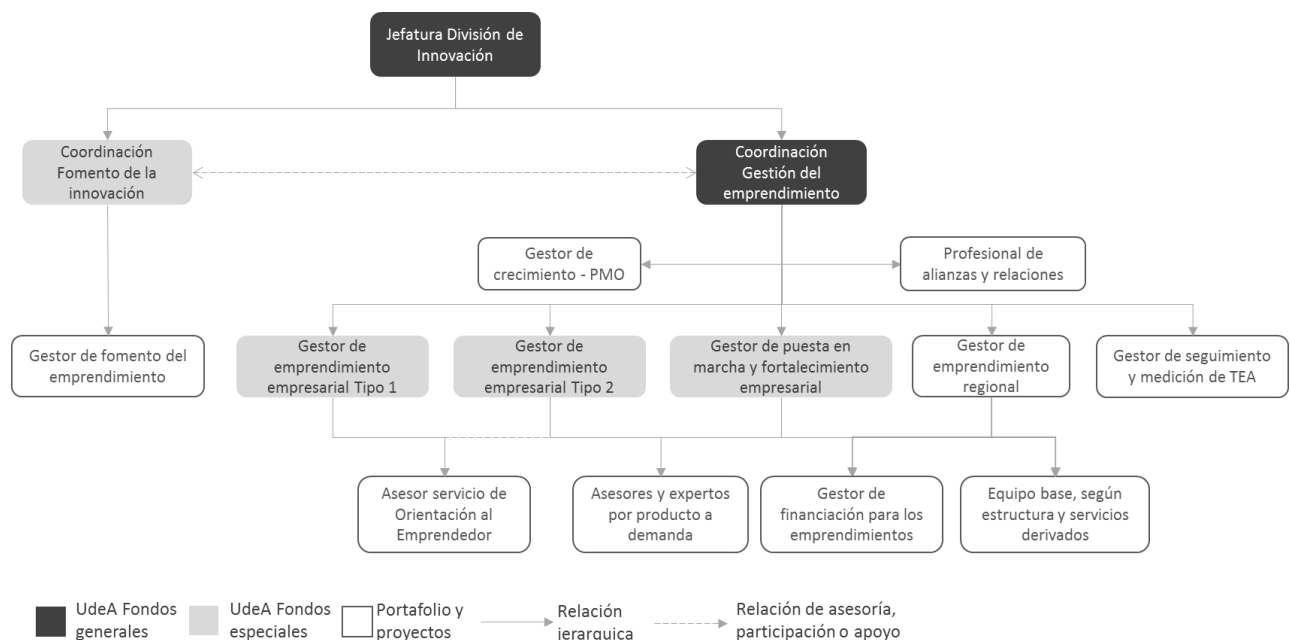 Jefatura División de
Innovación
Coordinación
Fomento de la
innovación
Coordinación
Gestión del
emprendimiento
Gestor de
crecimiento - PMO
Profesional de
alianzas y relaciones
Gestor de fomento del
emprendimiento
Gestor de
emprendimiento
empresarial Tipo 1
Gestor de
emprendimiento
empresarial Tipo 2
Gestor de puesta en
marcha y fortalecimiento
empresarial
Gestor de
emprendimiento
regional
Gestor de seguimiento
y medición de TEA
Asesor servicio de
Orientación al
Emprendedor
Asesores y expertos
por producto a
demanda
Gestor de
financiación para los
emprendimientos
Equipo base, según
estructura y servicios
derivados
UdeA Fondos
generales
UdeA Fondos
especiales
Portafolio y
proyectos
Relación
jerarquica
Relación de asesoría,
participación o apoyo